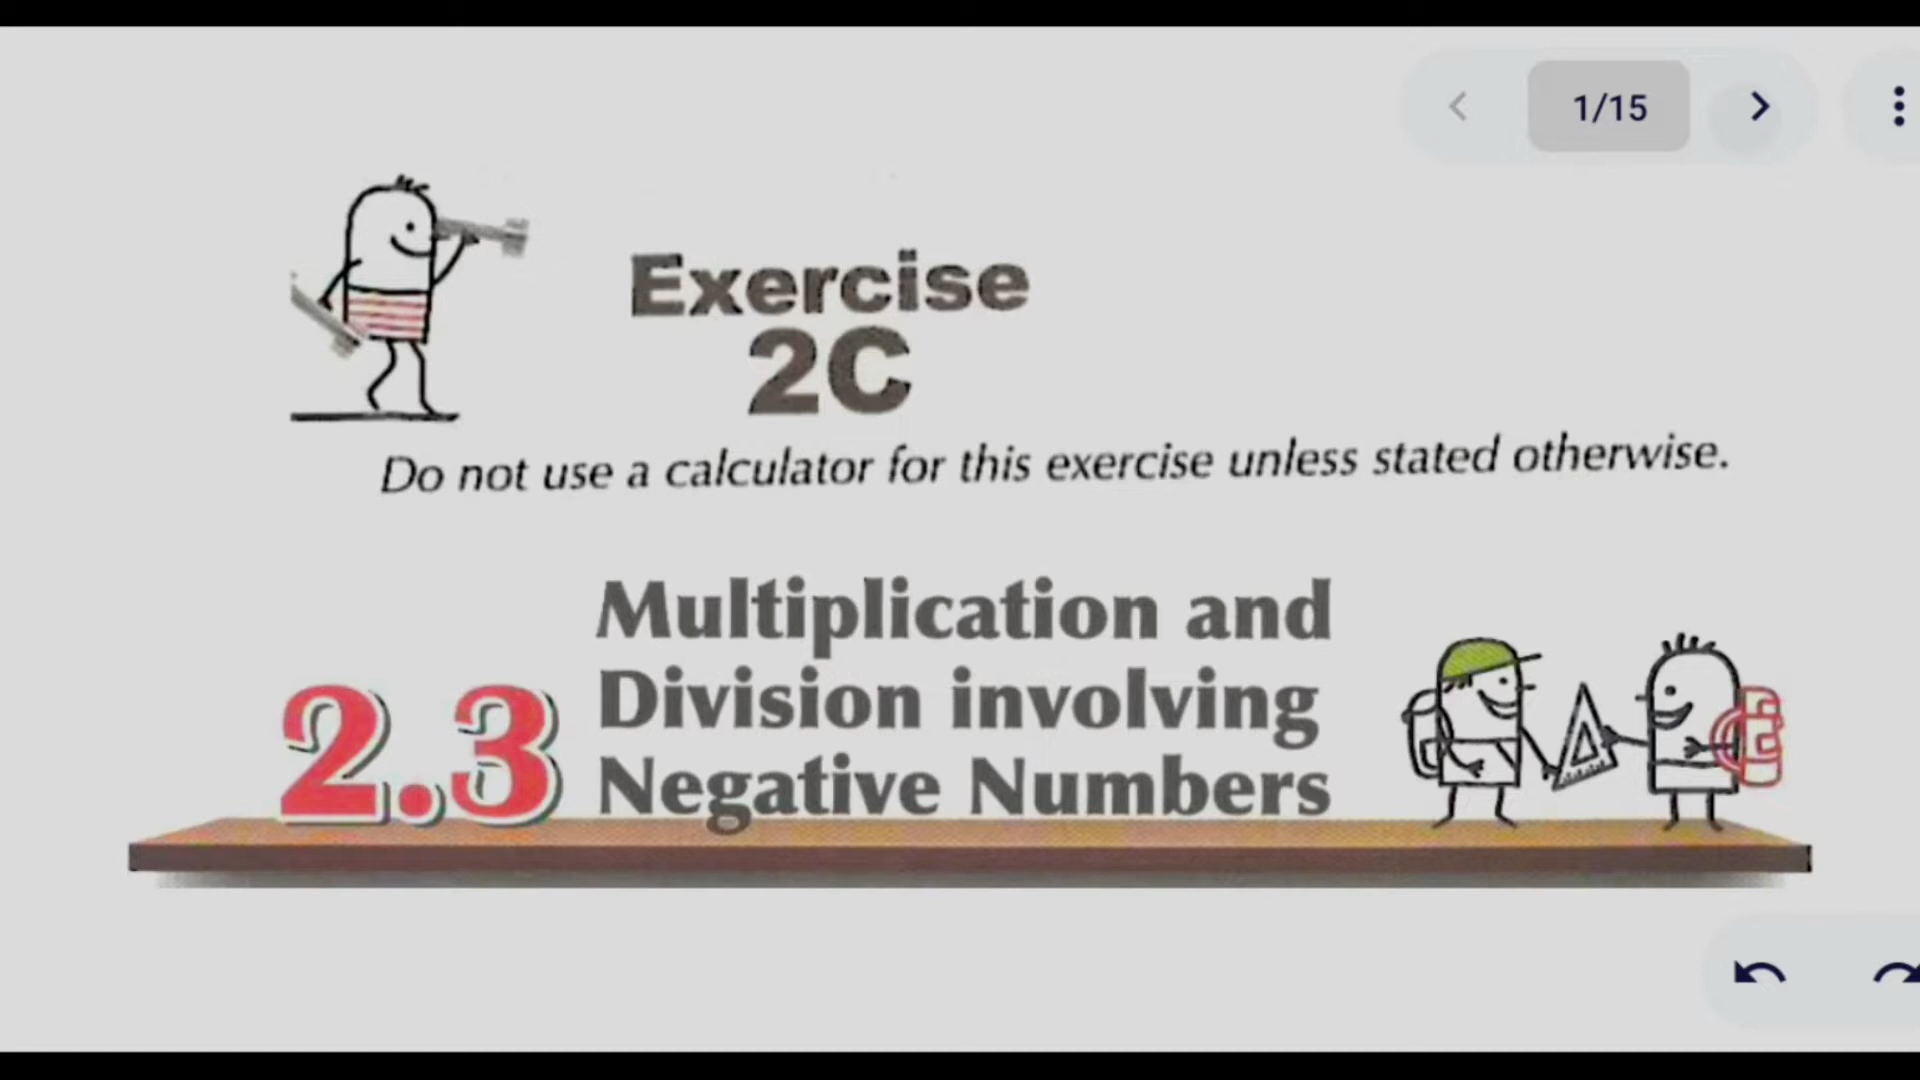 1/15
Exercise
2C
Do not use a calculator for this exercise unless stated otherwise.
2.3
Multiplication and
Division involving
Negative Numbers